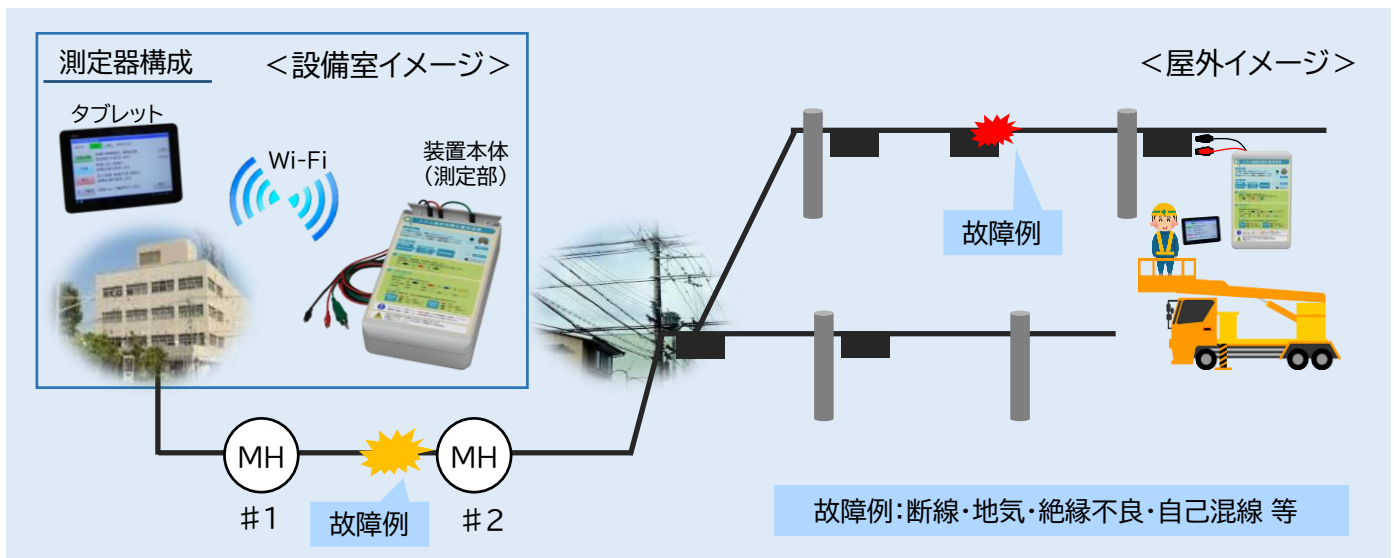 測定器構成
＜設備室イメージ＞
タブレット
Wi-Fi
装置本体
（測定部）
＜屋外イメージ＞
故障例
MH
MH
＃1
故障例
＃2
故障例：断線・地気・絶縁不良・自己混線 等